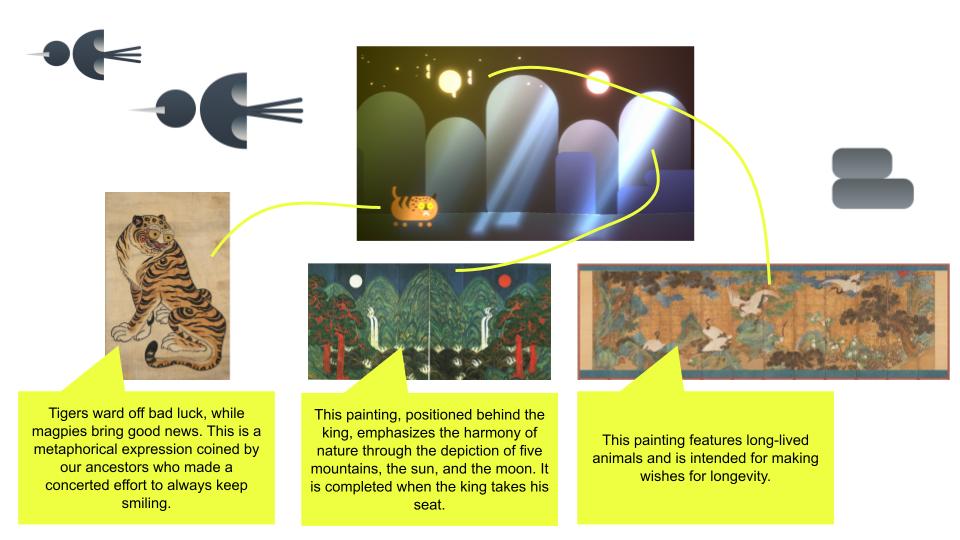 Tigers ward off bad luck, while
magpies bring good news. This is a
metaphorical expression coined by
our ancestors who made a
concerted effort to always keep
smiling.
This painting, positioned behind the
king, emphasizes the harmony of
nature through the depiction of five
mountains, the sun, and the moon. It
is completed when the king takes his
seat.
This painting features long-lived
animals and is intended for making
wishes for longevity.